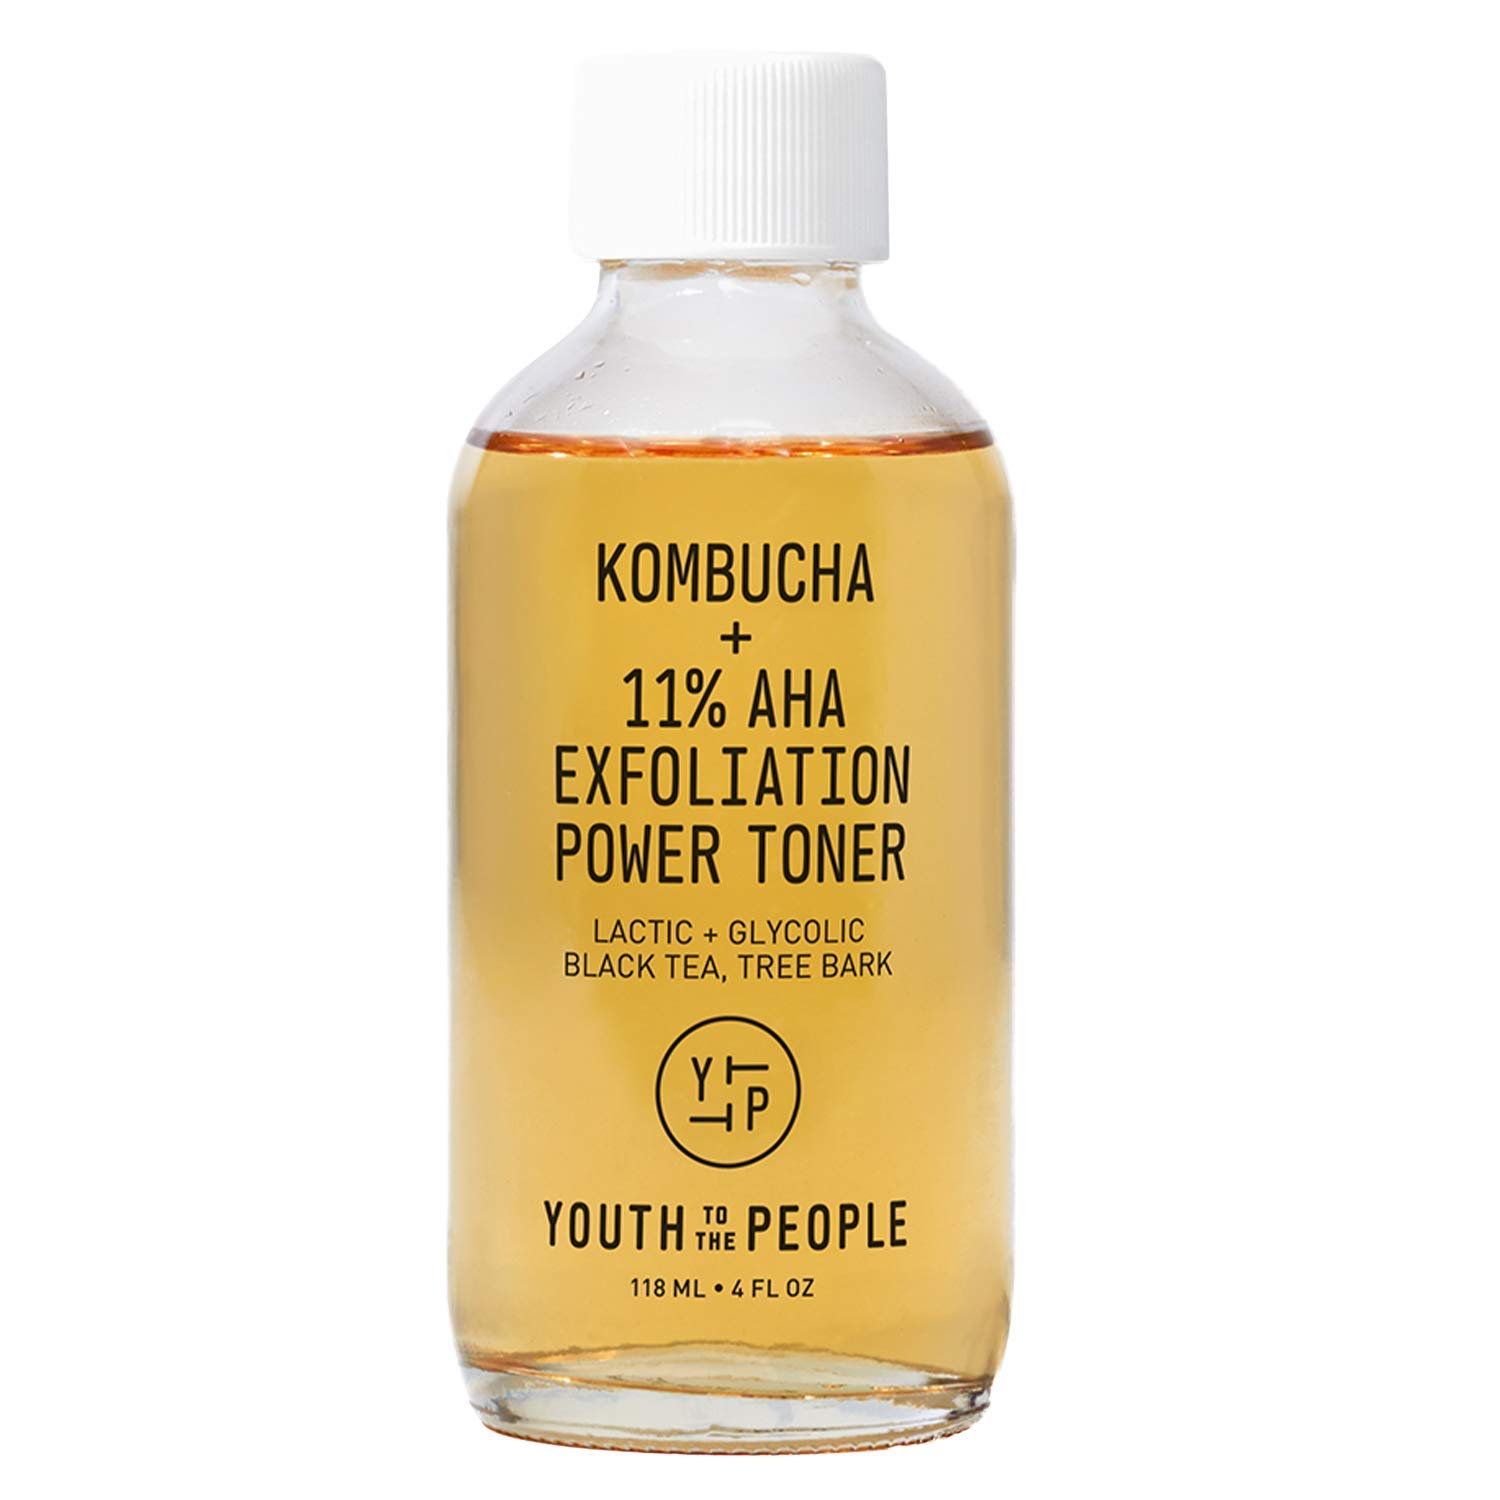 KOMBUCHA
+
11% AHA
EXFOLIATION
POWER TONER
LACTIC + GLYCOLIC
BLACK TEA, TREE BARK
YTTP
YOUTH TO THE PEOPLE
118 ML • 4 FL OZ